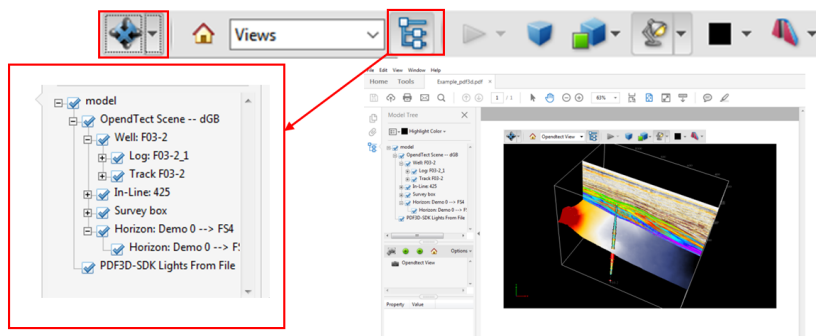 Views
model
OpendTect Scene -- dGB
Well: F03-2
Log: F03-2_1
Track F03-2
In-Line: 425
Survey box
Horizon: Demo 0 --> FS4
Horizon: Demo 0 --> F
PDF3D-SDK Lights From File
File Edit View Window Help
Home Tools Example_pdf3d.pdf ×
1 / 1 83%
Model Tree
Highlight Color
OpendTect View
model
OpendTect Scene -- dGB
Well: F03-2
Log: F03-2_1
Track F03-2
In-Line: 425
Survey box
Horizon: Demo 0 --> FS4
Horizon: Demo 0 --> F
PDF3D-SDK Lights From File
Options
Opendtect View
Property Value